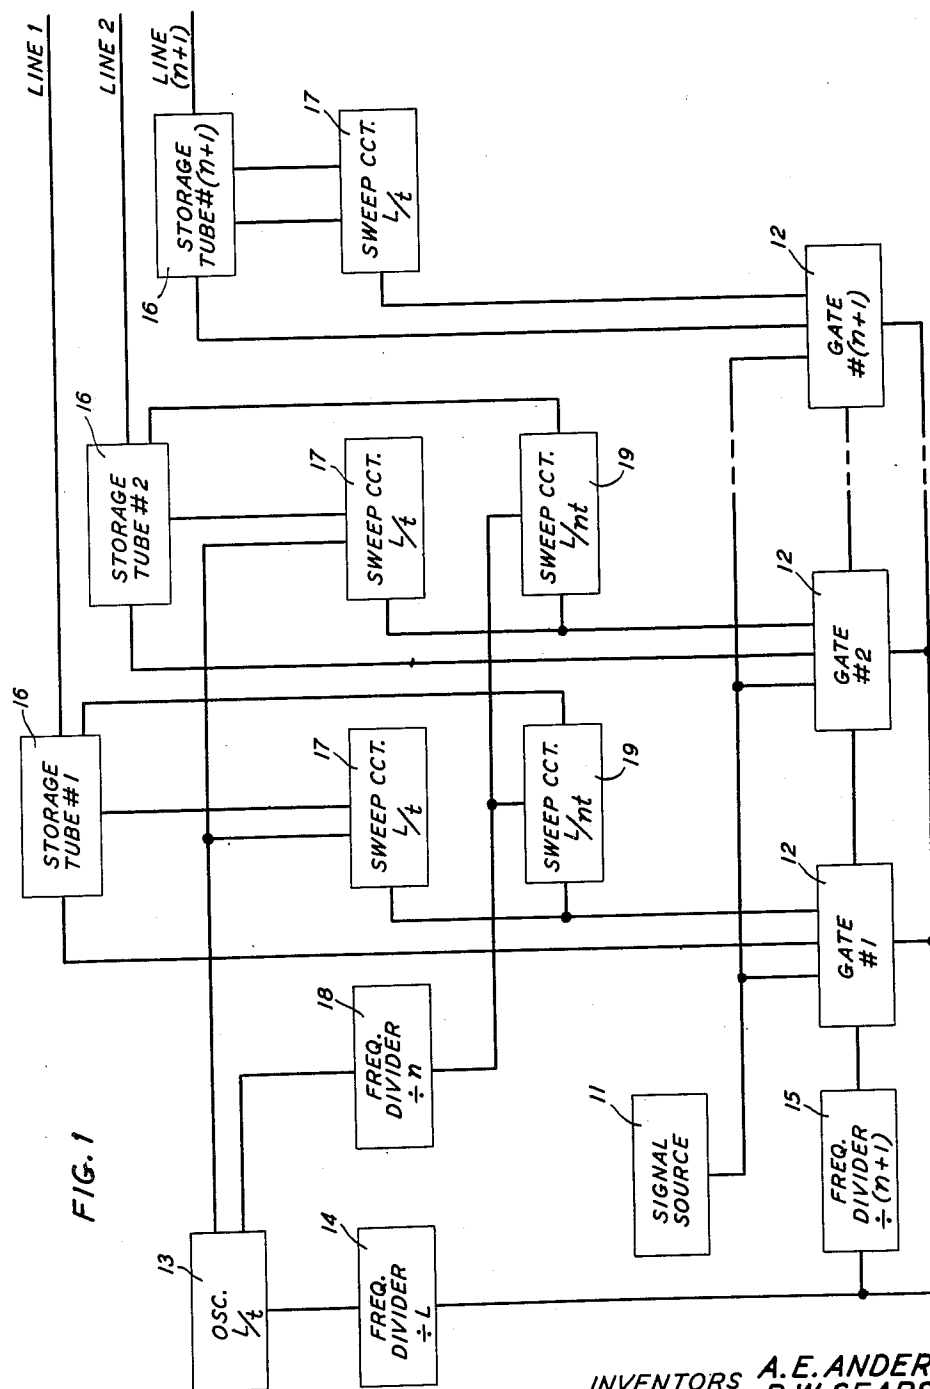 FIG. 1
LINE 1
LINE 2
LINE
(n+1)
16
STORAGE
TUBE #1
16
STORAGE
TUBE #2
16
STORAGE
TUBE #(n+1)
13
OSC.
L/t
14
FREQ.
DIVIDER
÷ L
18
FREQ.
DIVIDER
÷ n
17
SWEEP CCT.
L/t
17
SWEEP CCT.
L/t
17
SWEEP CCT.
L/t
19
SWEEP CCT.
L/nt
19
SWEEP CCT.
L/nt
11
SIGNAL
SOURCE
15
FREQ.
DIVIDER
÷(n+1)
12
GATE
#1
12
GATE
#2
12
GATE
#(n+1)
INVENTORS A.E. ANDER